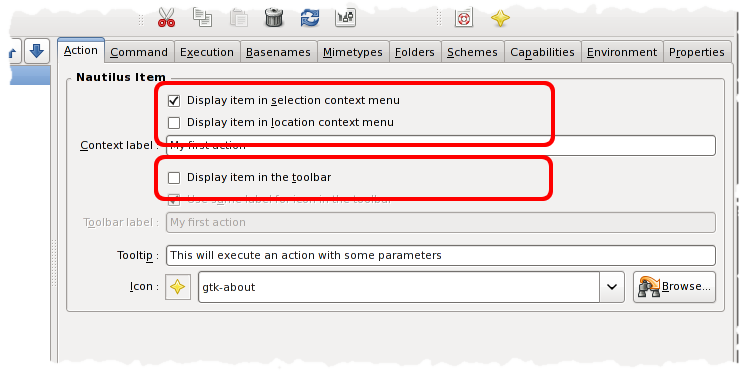 Action Command Execution Basenames Mimetypes Folders Schemes Capabilities Environment Properties
Nautilus Item
Display item in selection context menu
Display item in location context menu
Context label : My first action
Display item in the toolbar
Use same label for icon in the toolbar
Toolbar label : My first action
Tooltip : This will execute an action with some parameters
Icon : gtk-about Browse...